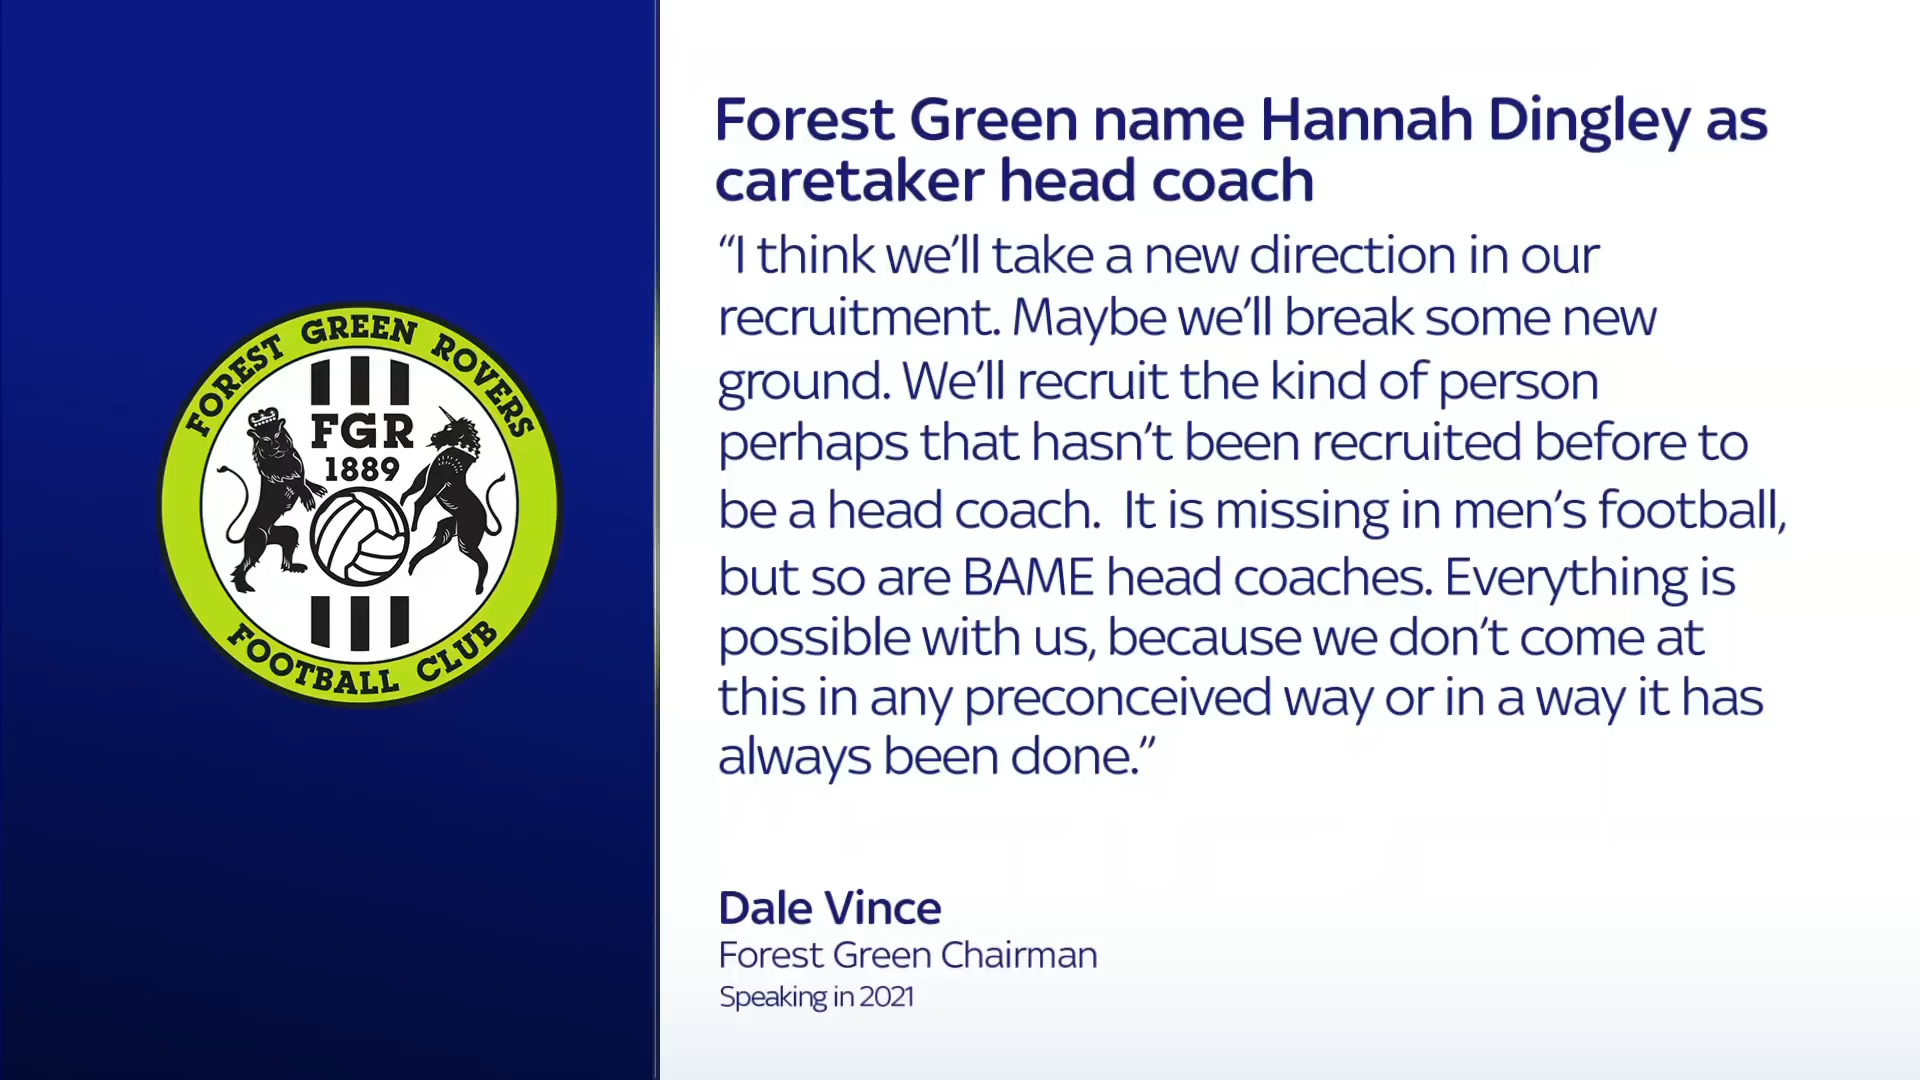 FOREST GREEN ROVERS
FGR
1889
FOOTBALL CLUB
Forest Green name Hannah Dingley as
caretaker head coach
“I think we’ll take a new direction in our
recruitment. Maybe we’ll break some new
ground. We’ll recruit the kind of person
perhaps that hasn’t been recruited before to
be a head coach.  It is missing in men’s football,
but so are BAME head coaches. Everything is
possible with us, because we don’t come at
this in any preconceived way or in a way it has
always been done.”
Dale Vince
Forest Green Chairman
Speaking in 2021